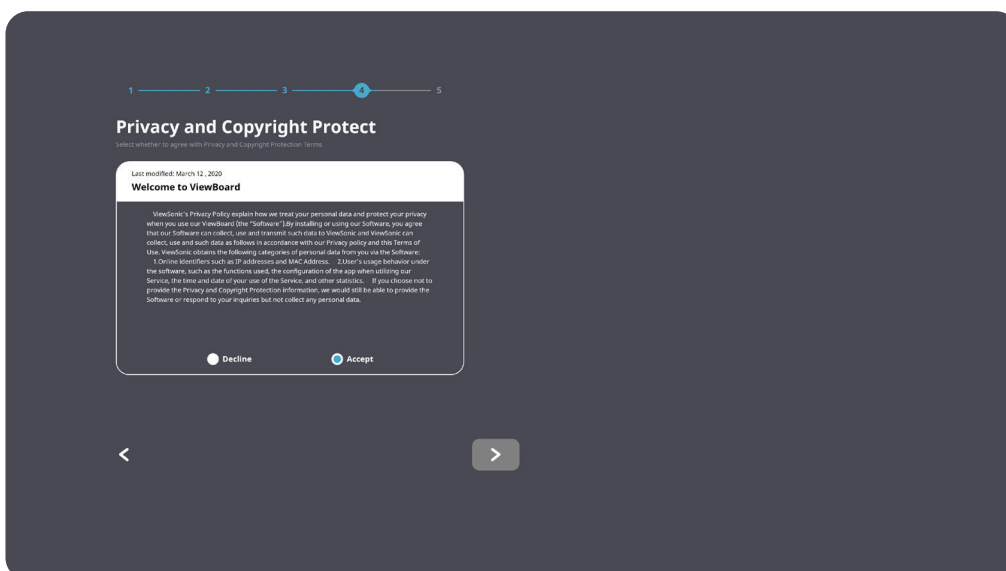 1 2 3 4 5
Privacy and Copyright Protect
Select whether to agree with Privacy and Copyright Protection Terms
Last modified: March 12 , 2020
Welcome to ViewBoard
ViewSonic's Privacy Policy explain how we treat your personal data and protect your privacy
when you use our ViewBoard (the "Software").By installing or using our Software, you agree
that our Software can collect, use and transmit such data to ViewSonic and ViewSonic can
collect, use and such data as follows in accordance with our Privacy policy and this Terms of
Use. ViewSonic obtains the following categories of personal data from you via the Software:
1.Online identifiers such as IP addresses and MAC Address. 2.User's usage behavior under
the software, such as the functions used, the configuration of the app when utilizing our
Service, the time and date of your use of the Service, and other statistics. If you choose not to
provide the Privacy and Copyright Protection information, we would still be able to provide the
Software or respond to your inquiries but not collect any personal data.
Decline Accept